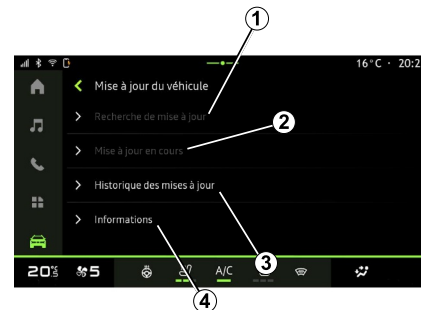 1
16°C · 20:2
Mise à jour du véhicule
Recherche de mise à jour
2
Mise à jour en cours
Historique des mises à jour
Informations
20 5 A/C 3
4